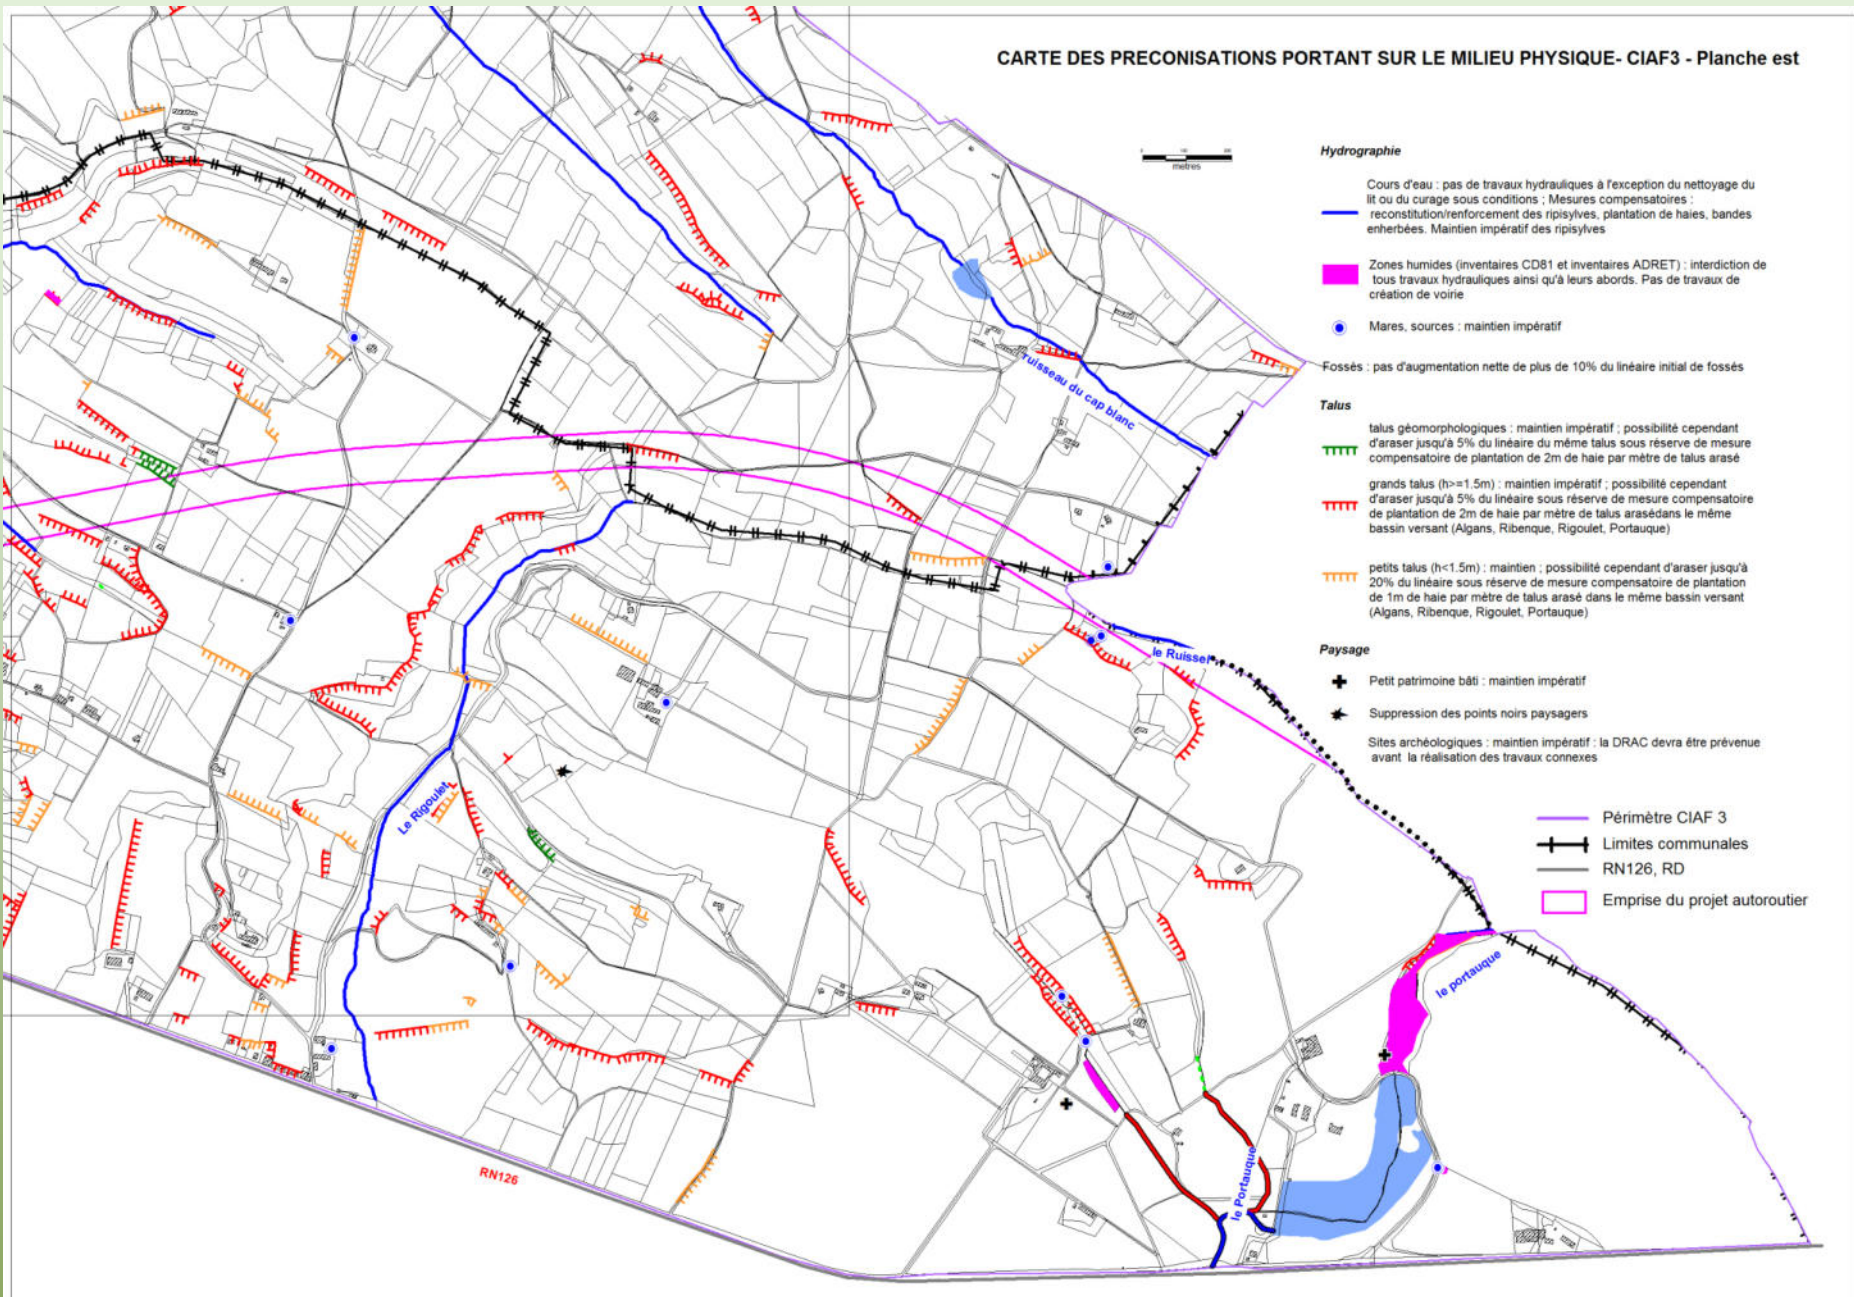 CARTE DES PRECONISATIONS PORTANT SUR LE MILIEU PHYSIQUE- CIAF3 - Planche est
metres
Hydrographie
Cours d'eau : pas de travaux hydrauliques à l'exception du nettoyage du
lit ou du curage sous conditions ; Mesures compensatoires :
reconstitution/renforcement des ripisylves, plantation de haies, bandes
enherbées. Maintien impératif des ripisylves
Zones humides (inventaires CD81 et inventaires ADRET) : interdiction de
tous travaux hydrauliques ainsi qu'à leurs abords. Pas de travaux de
création de voirie
Mares, sources : maintien impératif
Fossés : pas d'augmentation nette de plus de 10% du linéaire initial de fossés
Talus
talus géomorphologiques : maintien impératif ; possibilité cependant
d'araser jusqu'à 5% du linéaire du même talus sous réserve de mesure
compensatoire de plantation de 2m de haie par mètre de talus arasé
grands talus (h>=1.5m) : maintien impératif ; possibilité cependant
d'araser jusqu'à 5% du linéaire sous réserve de mesure compensatoire
de plantation de 2m de haie par mètre de talus arasédans le même
bassin versant (Algans, Ribenque, Rigoulet, Portauque)
petits talus (h<1.5m) : maintien ; possibilité cependant d'araser jusqu'à
20% du linéaire sous réserve de mesure compensatoire de plantation
de 1m de haie par mètre de talus arasé dans le même bassin versant
(Algans, Ribenque, Rigoulet, Portauque)
Paysage
Petit patrimoine bâti : maintien impératif
Suppression des points noirs paysagers
Sites archéologiques : maintien impératif : la DRAC devra être prévenue
avant la réalisation des travaux connexes
Périmètre CIAF 3
Limites communales
RN126, RD
Emprise du projet autoroutier
ruisseau du cap blanc
le Ruissel
Le Rigoulet
le portauque
le Portauque
RN126